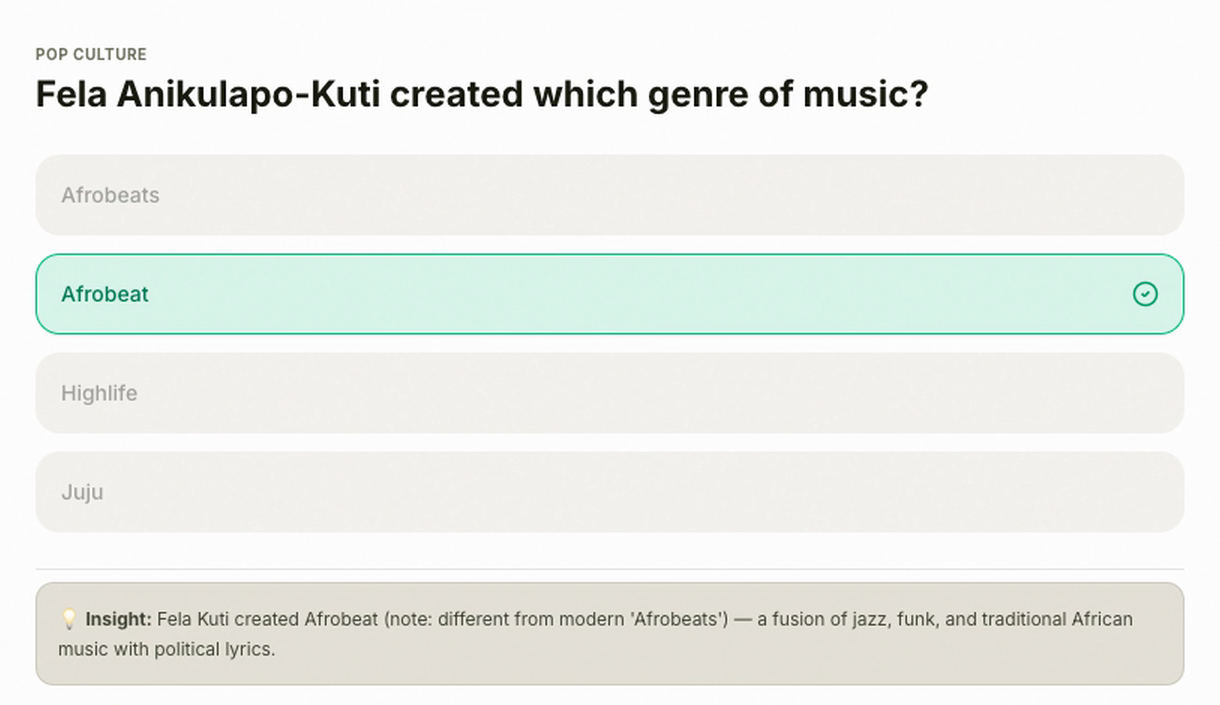 POP CULTURE
Fela Anikulapo-Kuti created which genre of music?
Afrobeats
Afrobeat
Highlife
Juju
💡 Insight: Fela Kuti created Afrobeat (note: different from modern 'Afrobeats') — a fusion of jazz, funk, and traditional African
music with political lyrics.